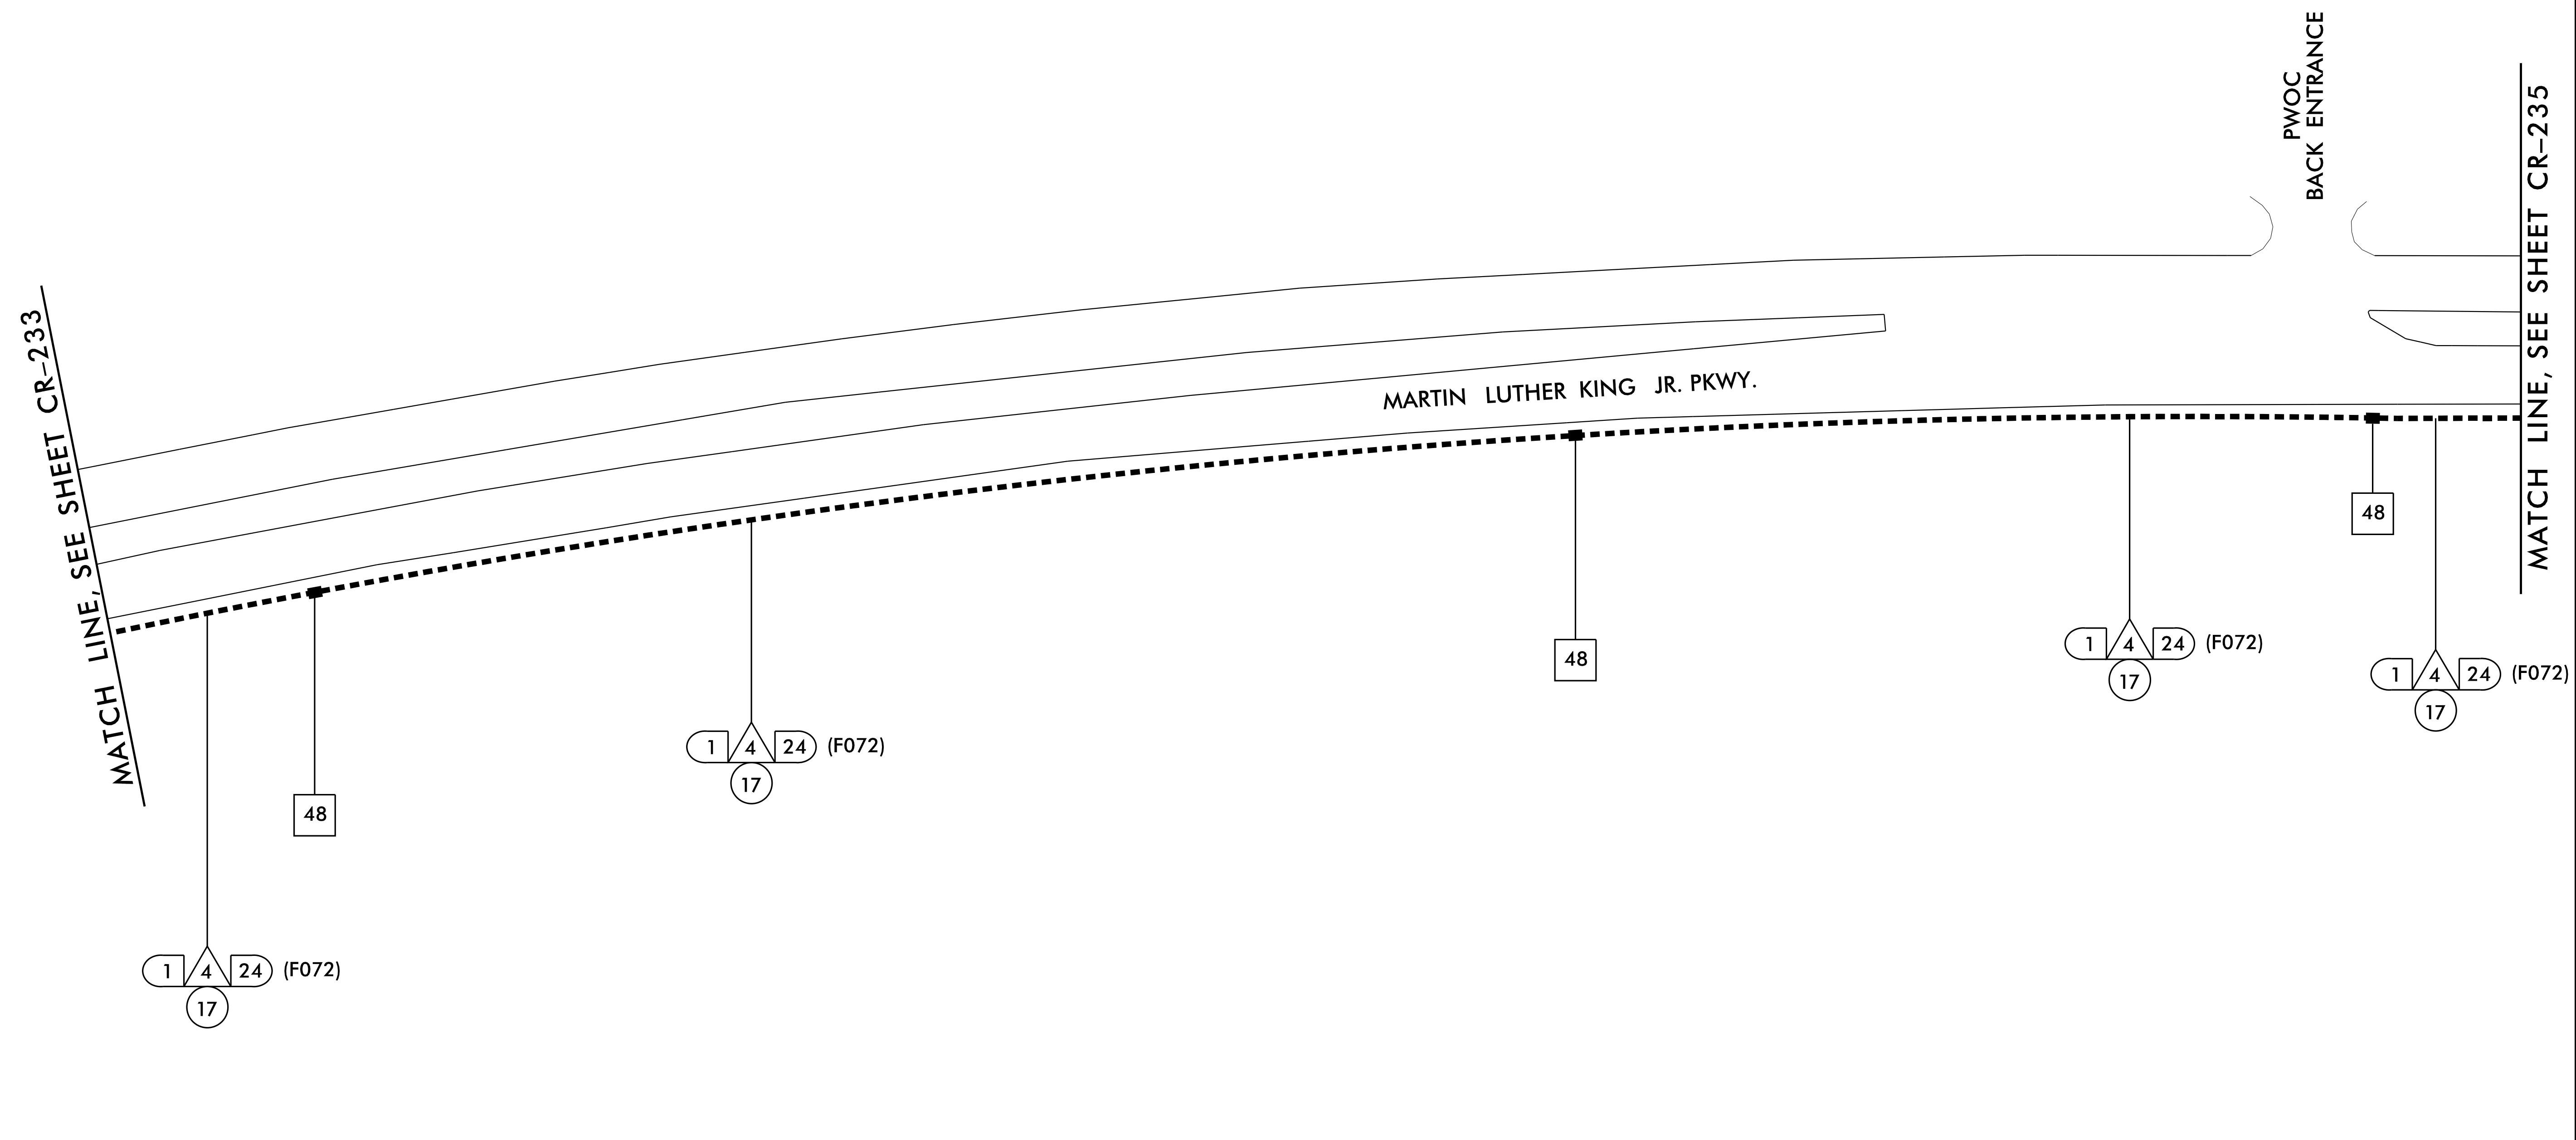 PWOC
BACK ENTRANCE
MATCH LINE, SEE SHEET CR-233
MATCH LINE, SEE SHEET CR-235
MARTIN LUTHER KING JR. PKWY.
1 4 24 (F072)
17
48
1 4 24 (F072)
17
48
1 4 24 (F072)
17
48
1 4 24 (F072)
17